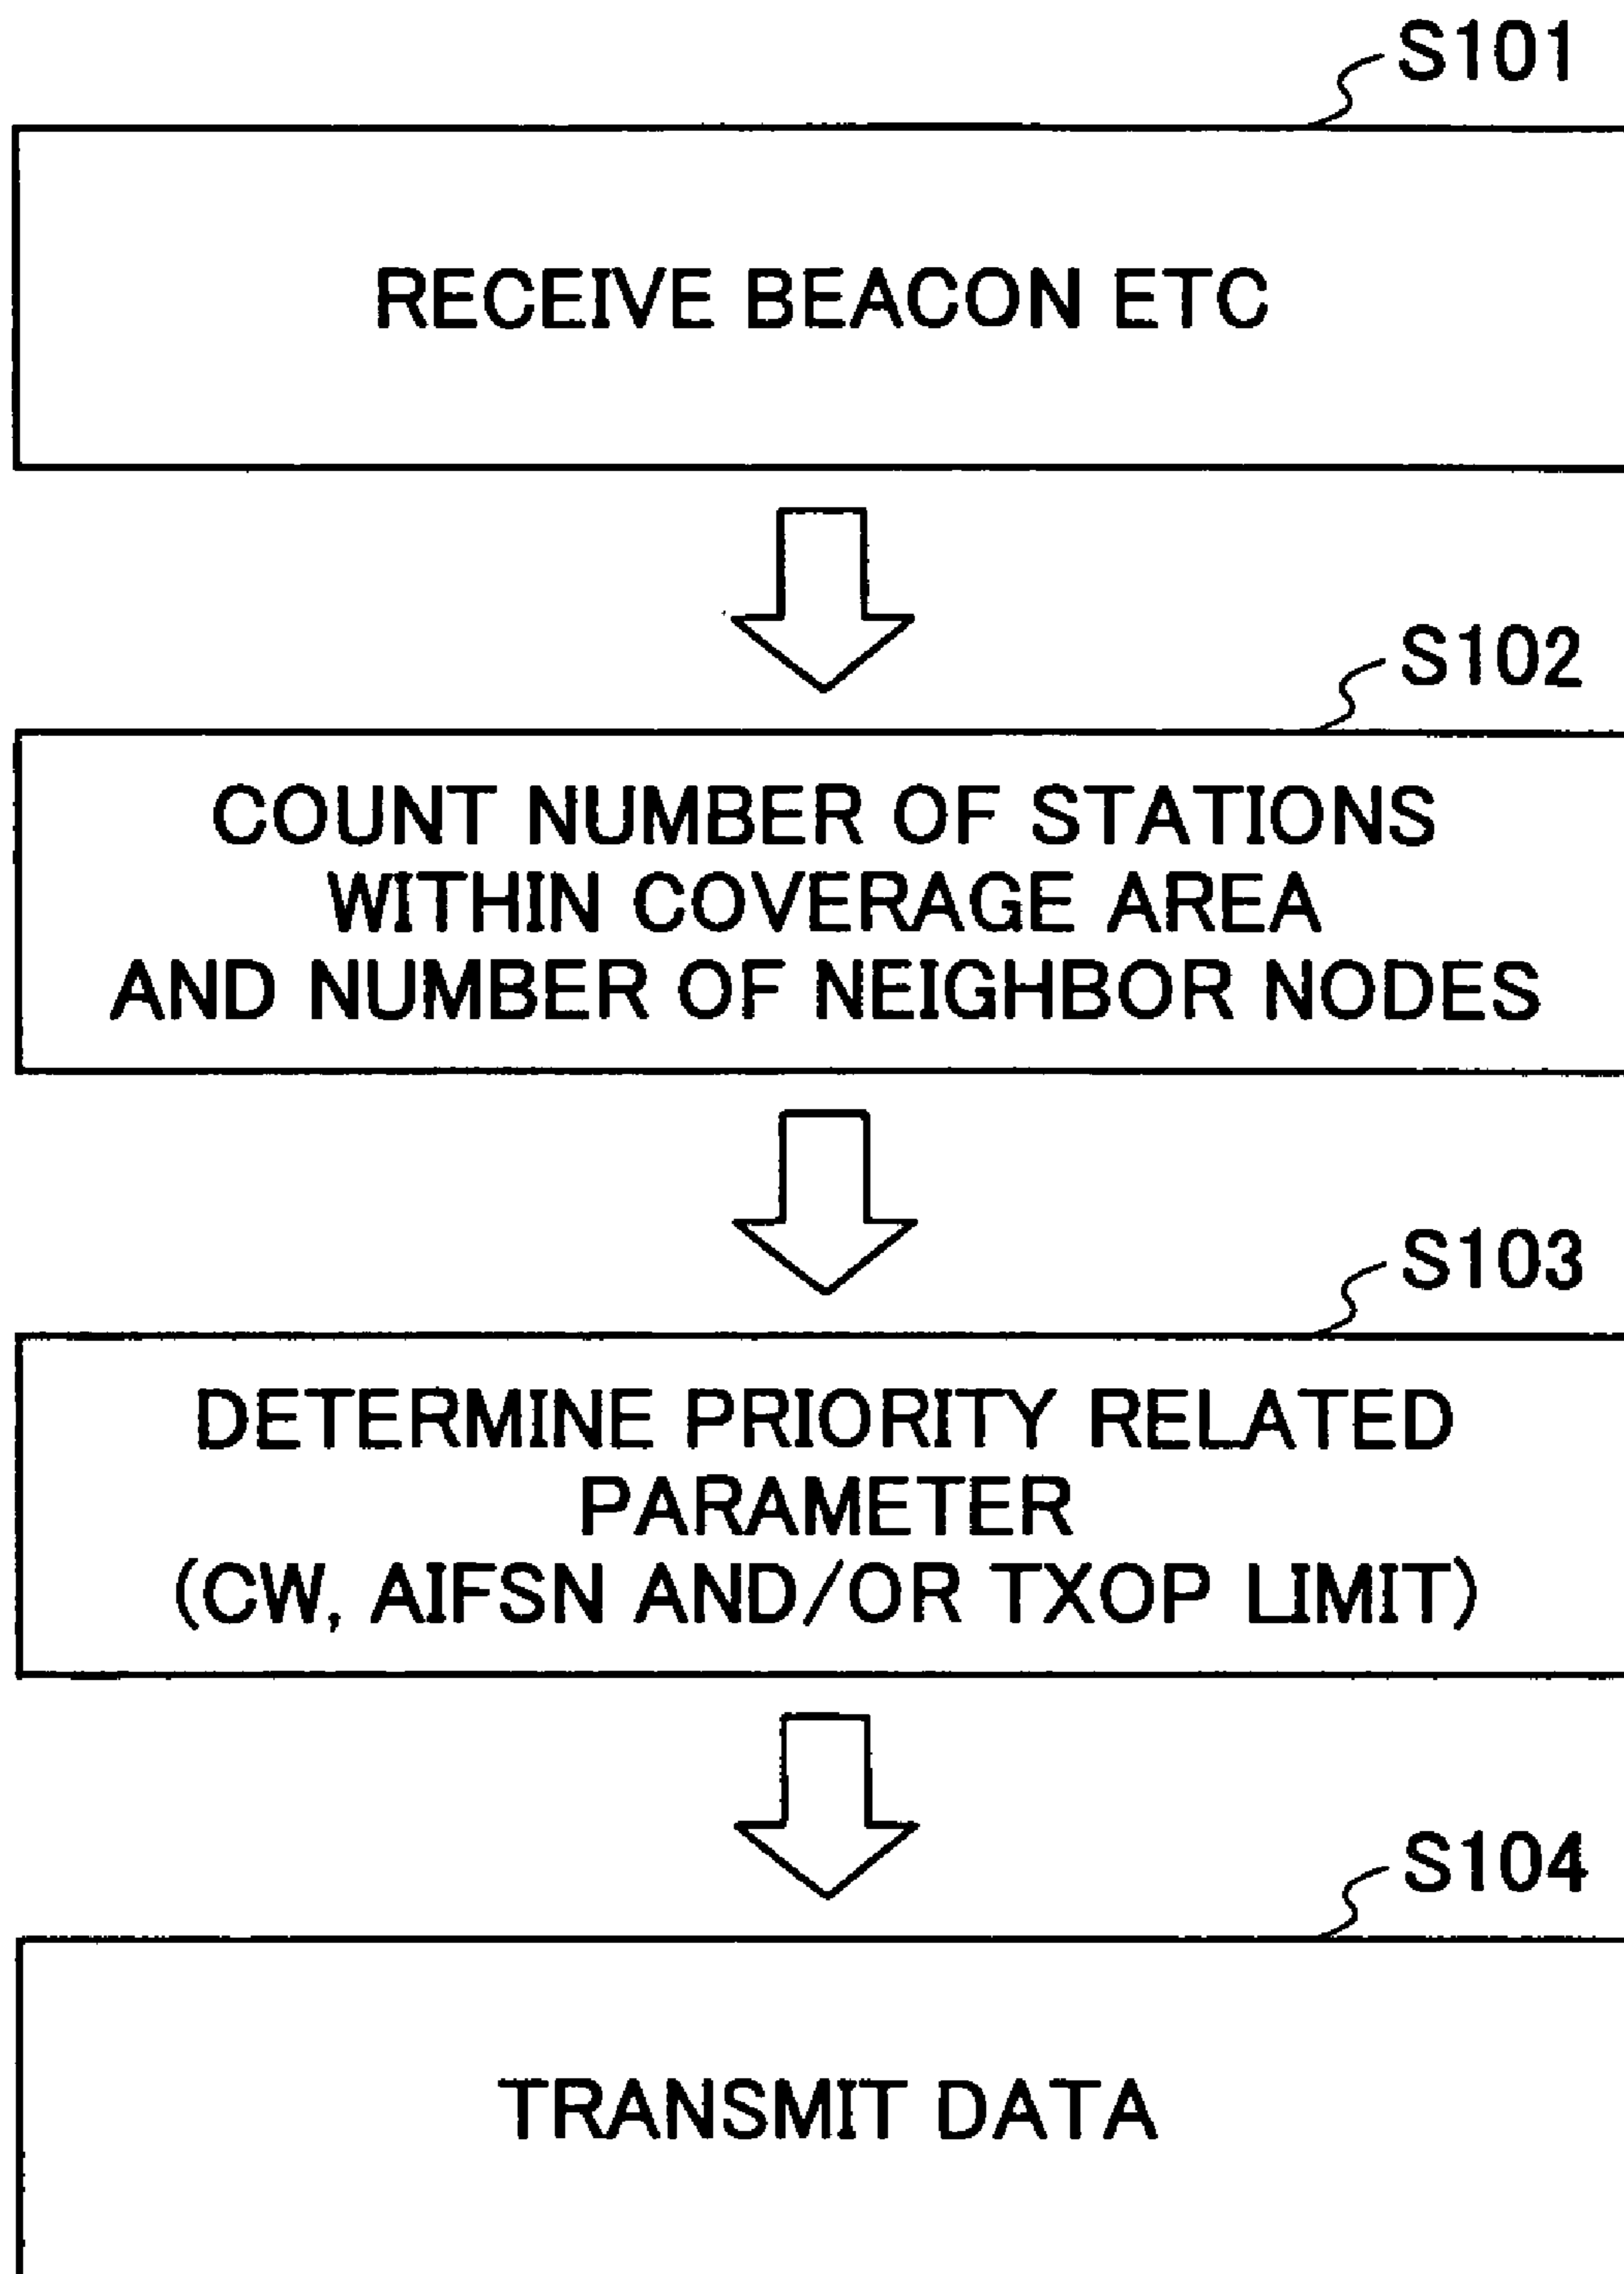 S101
RECEIVE BEACON ETC
S102
COUNT NUMBER OF STATIONS
WITHIN COVERAGE AREA
AND NUMBER OF NEIGHBOR NODES
S103
DETERMINE PRIORITY RELATED
PARAMETER
(CW, AIFSN AND/OR TXOP LIMIT)
S104
TRANSMIT DATA